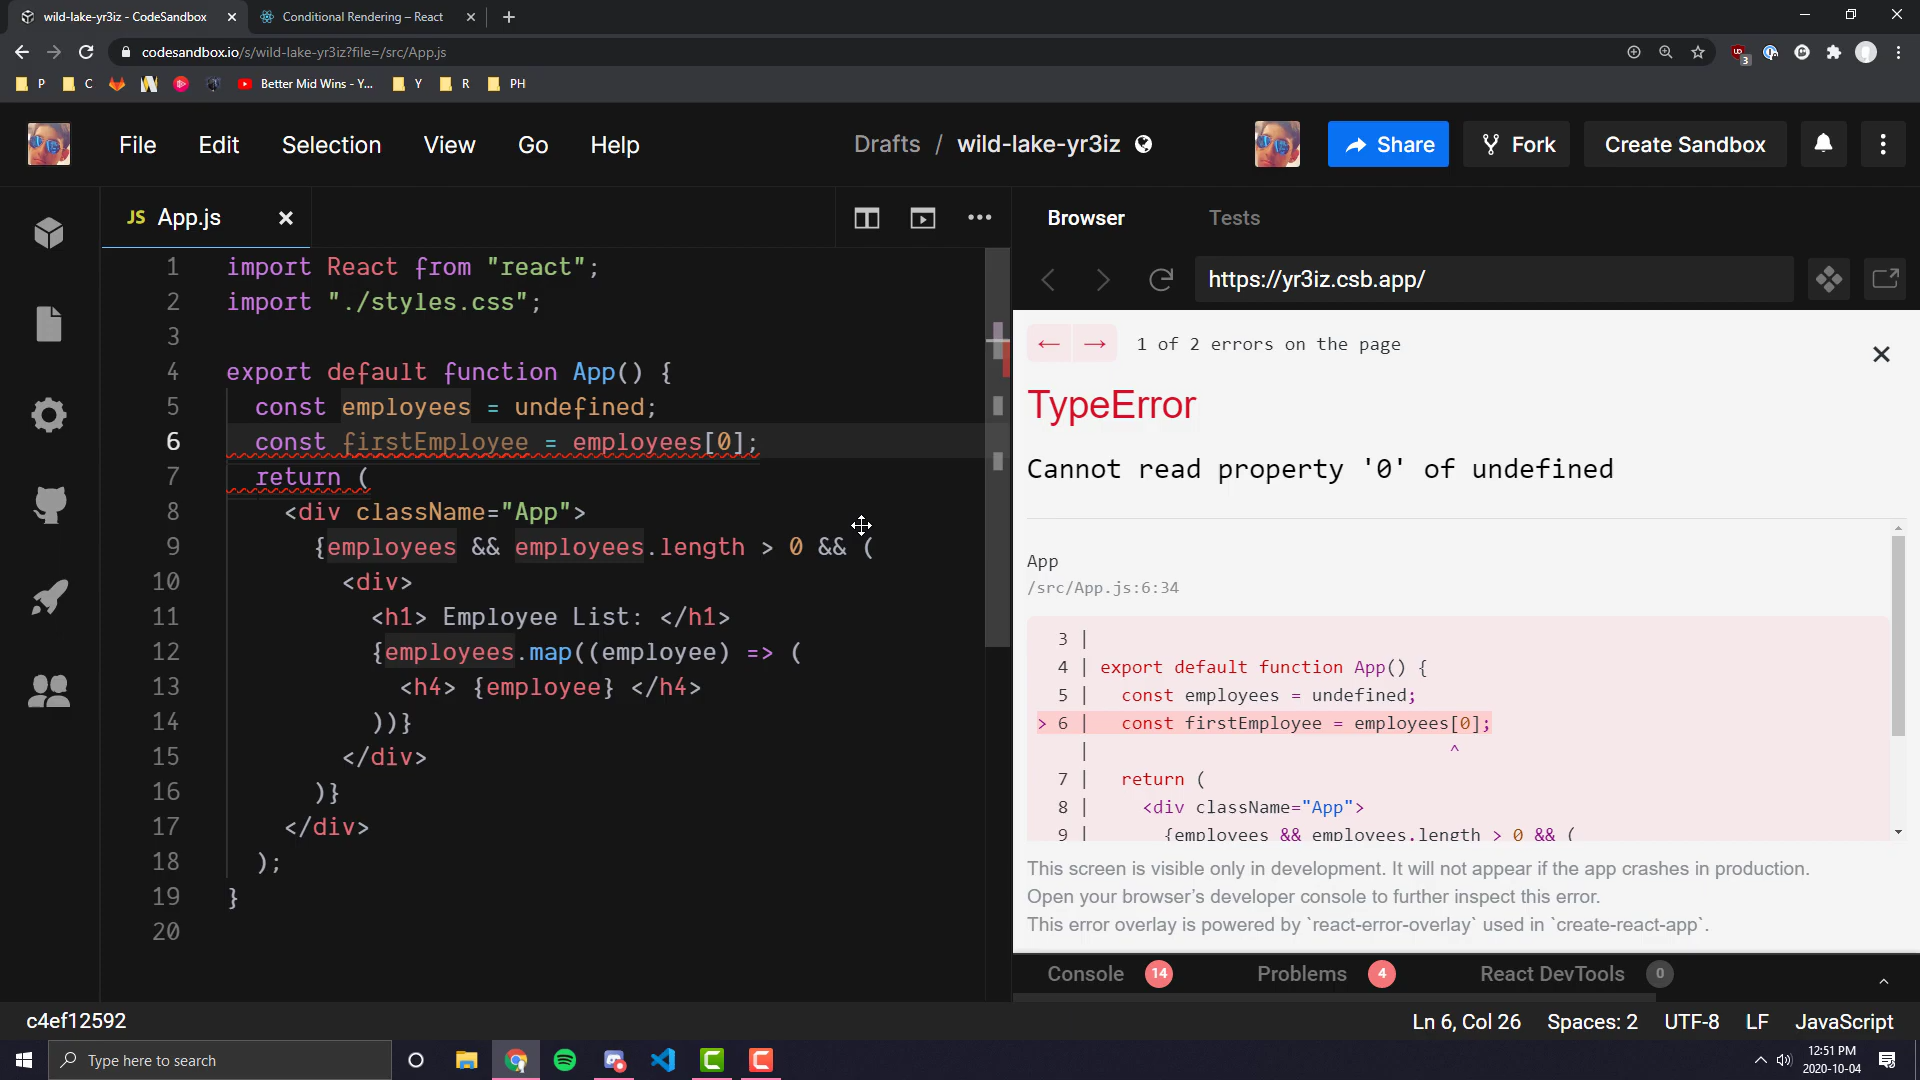 wild-lake-yr3iz - CodeSandbox
Conditional Rendering – React
codesandbox.io/s/wild-lake-yr3iz?file=/src/App.js
3
P
C
Better Mid Wins - Y...
Y
R
PH
File Edit Selection View Go Help
Drafts / wild-lake-yr3iz
Share
Fork
Create Sandbox
JS App.js
1 import React from "react";
2 import "./styles.css";
3
4 export default function App() {
5 const employees = undefined;
6 const firstEmployee = employees[0];
7 return (
8 <div className="App">
9 {employees && employees.length > 0 && (
10 <div>
11 <h1> Employee List: </h1>
12 {employees.map((employee) => (
13 <h4> {employee} </h4>
14 ))}
15 </div>
16 )}
17 </div>
18 );
19 }
20
Browser Tests
https://yr3iz.csb.app/
← → 1 of 2 errors on the page
TypeError
Cannot read property '0' of undefined
App
/src/App.js:6:34
3 |
4 | export default function App() {
5 | const employees = undefined;
> 6 | const firstEmployee = employees[0];
| ^
7 | return (
8 | <div className="App">
9 | {employees && employees.length > 0 && (
This screen is visible only in development. It will not appear if the app crashes in production.
Open your browser’s developer console to further inspect this error.
This error overlay is powered by `react-error-overlay` used in `create-react-app`.
Console 14 Problems 4 React DevTools 0
c4ef12592
Ln 6, Col 26 Spaces: 2 UTF-8 LF JavaScript
Type here to search
12:51 PM
2020-10-04